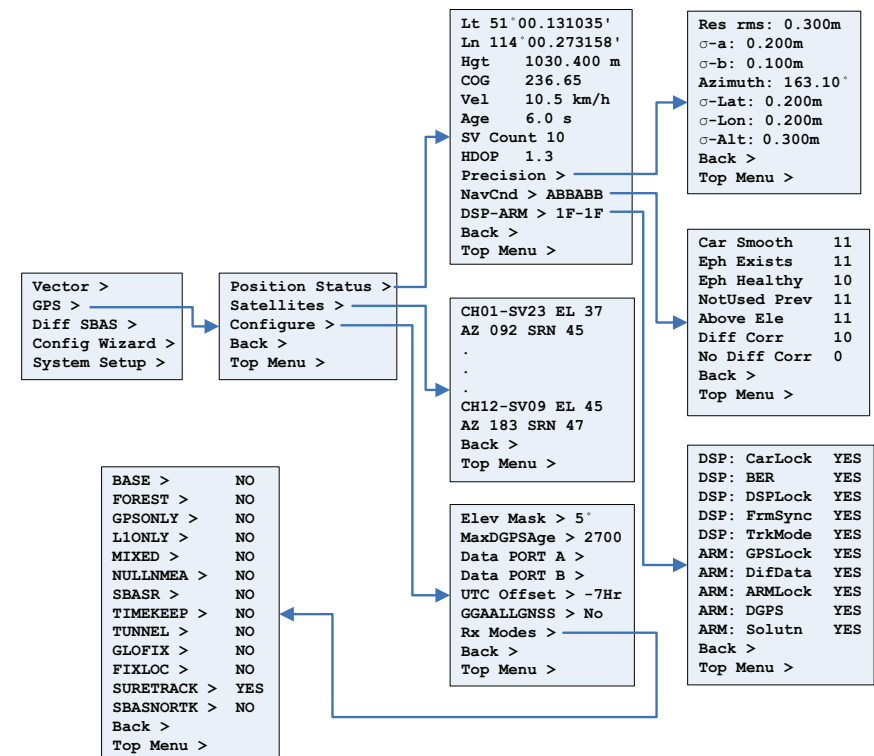 Vector >
GPS >
Diff SBAS >
Config Wizard >
System Setup >
Position Status >
Satellites >
Configure >
Back >
Top Menu >
Lt 51°00.131035'
Ln 114°00.273158'
Hgt 1030.400 m
COG 236.65
Vel 10.5 km/h
Age 6.0 s
SV Count 10
HDOP 1.3
Precision >
NavCnd > ABBABB
DSP-ARM > 1F-1F
Back >
Top Menu >
Res rms: 0.300m
σ-a: 0.200m
σ-b: 0.100m
Azimuth: 163.10°
σ-Lat: 0.200m
σ-Lon: 0.200m
σ-Alt: 0.300m
Back >
Top Menu >
Car Smooth 11
Eph Exists 11
Eph Healthy 10
NotUsed Prev 11
Above Ele 11
Diff Corr 10
No Diff Corr 0
Back >
Top Menu >
DSP: CarLock YES
DSP: BER YES
DSP: DSPLock YES
DSP: FrmSync YES
DSP: TrkMode YES
ARM: GPSLock YES
ARM: DifData YES
ARM: ARMLock YES
ARM: DGPS YES
ARM: Solutn YES
Back >
Top Menu >
CH01-SV23 EL 37
AZ 092 SRN 45
.
.
.
CH12-SV09 EL 45
AZ 183 SRN 47
Back >
Top Menu >
Elev Mask > 5°
MaxDGPSAge > 2700
Data PORT A >
Data PORT B >
UTC Offset > -7Hr
GGAALLGNSS > No
Rx Modes >
Back >
Top Menu >
BASE > NO
FOREST > NO
GPSONLY > NO
L1ONLY > NO
MIXED > NO
NULLNMEA > NO
SBASR > NO
TIMEKEEP > NO
TUNNEL > NO
GLOFIX > NO
FIXLOC > NO
SURETRACK > YES
SBASNORTK > NO
Back >
Top Menu >